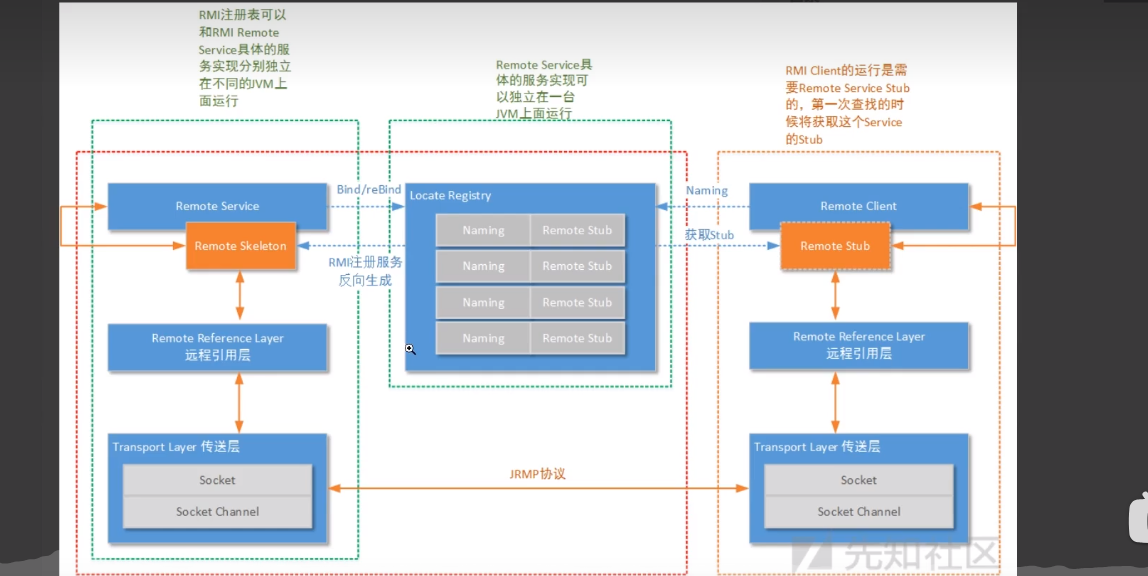 RMI注册表可以
和RMI Remote
Service具体的服
务实现分别独立
在不同的JVM上
面运行
Remote Service具
体的服务实现可
以独立在一台
JVM上面运行
RMI Client的运行是需
要Remote Service Stub
的，第一次查找的时
候将获取这个Service
的Stub
Remote Service
Remote Skeleton
Bind/reBind
RMI注册服务
反向生成
Locate Registry
Naming Remote Stub
Naming Remote Stub
Naming Remote Stub
Naming Remote Stub
Naming
获取Stub
Remote Client
Remote Stub
Remote Reference Layer
远程引用层
Remote Reference Layer
远程引用层
Transport Layer 传送层
Socket
Socket Channel
JRMP协议
Transport Layer 传送层
Socket
Socket Channel
先知社区